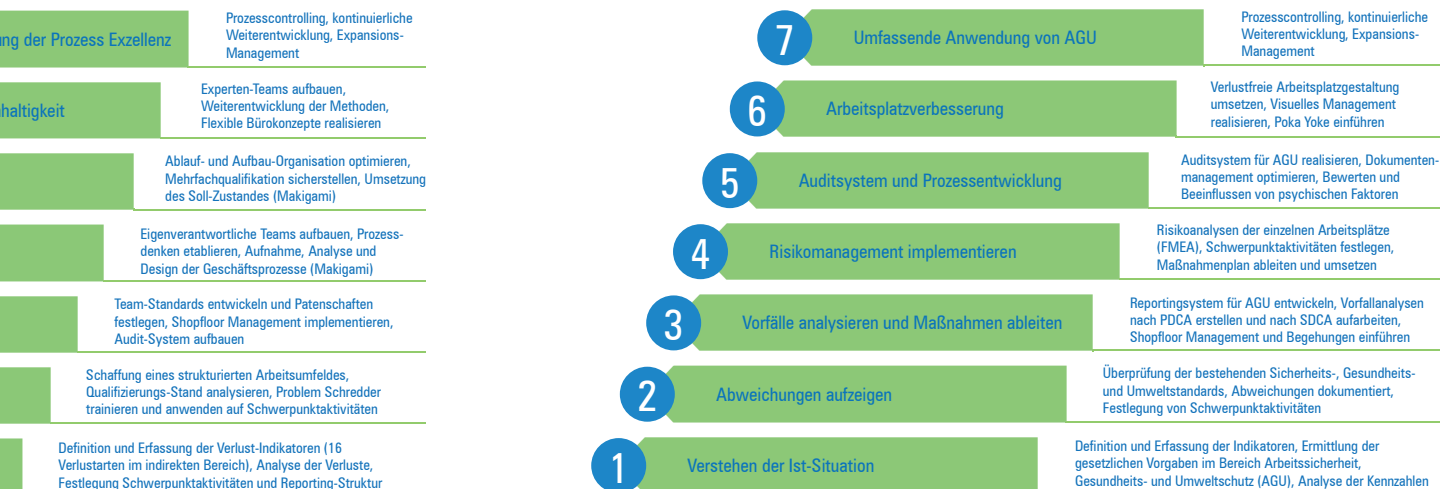 ung der Prozess Exzellenz
Prozesscontrolling, kontinuierliche
Weiterentwicklung, Expansions-
Management
haltigkeit
Experten-Teams aufbauen,
Weiterentwicklung der Methoden,
Flexible Bürokonzepte realisieren
Ablauf- und Aufbau-Organisation optimieren,
Mehrfachqualifikation sicherstellen, Umsetzung
des Soll-Zustandes (Makigami)
Eigenverantwortliche Teams aufbauen, Prozess-
denken etablieren, Aufnahme, Analyse und
Design der Geschäftsprozesse (Makigami)
Team-Standards entwickeln und Patenschaften
festlegen, Shopfloor Management implementieren,
Audit-System aufbauen
Schaffung eines strukturierten Arbeitsumfeldes,
Qualifizierungs-Stand analysieren, Problem Schredder
trainieren und anwenden auf Schwerpunktaktivitäten
Definition und Erfassung der Verlust-Indikatoren (16
Verlustarten im indirekten Bereich), Analyse der Verluste,
Festlegung Schwerpunktaktivitäten und Reporting-Struktur
7
Umfassende Anwendung von AGU
Prozesscontrolling, kontinuierliche
Weiterentwicklung, Expansions-
Management
6
Arbeitsplatzverbesserung
Verlustfreie Arbeitsplatzgestaltung
umsetzen, Visuelles Management
realisieren, Poka Yoke einführen
5
Auditsystem und Prozessentwicklung
Auditsystem für AGU realisieren, Dokumenten-
management optimieren, Bewerten und
Beeinflussen von psychischen Faktoren
4
Risikomanagement implementieren
Risikoanalysen der einzelnen Arbeitsplätze
(FMEA), Schwerpunktaktivitäten festlegen,
Maßnahmenplan ableiten und umsetzen
3
Vorfälle analysieren und Maßnahmen ableiten
Reportingsystem für AGU entwickeln, Vorfallanalysen
nach PDCA erstellen und nach SDCA aufarbeiten,
Shopfloor Management und Begehungen einführen
2
Abweichungen aufzeigen
Überprüfung der bestehenden Sicherheits-, Gesundheits-
und Umweltstandards, Abweichungen dokumentiert,
Festlegung von Schwerpunktaktivitäten
1
Verstehen der Ist-Situation
Definition und Erfassung der Indikatoren, Ermittlung der
gesetzlichen Vorgaben im Bereich Arbeitssicherheit,
Gesundheits- und Umweltschutz (AGU), Analyse der Kennzahlen